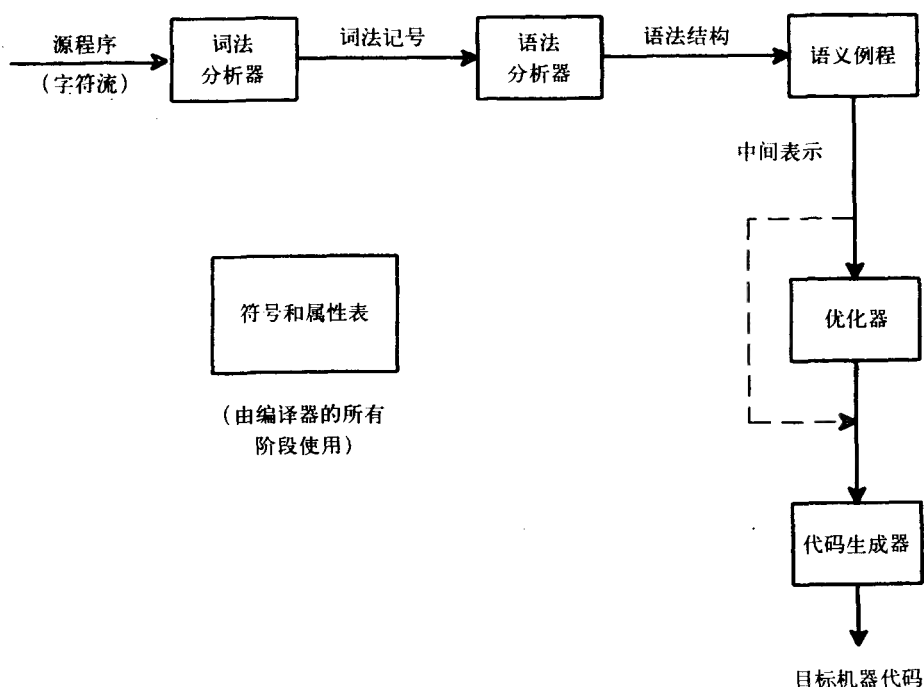 源程序
（字符流）
词法
分析器
词法记号
语法
分析器
语法结构
语义例程
中间表示
符号和属性表
（由编译器的所有
阶段使用）
优化器
代码生成器
目标机器代码